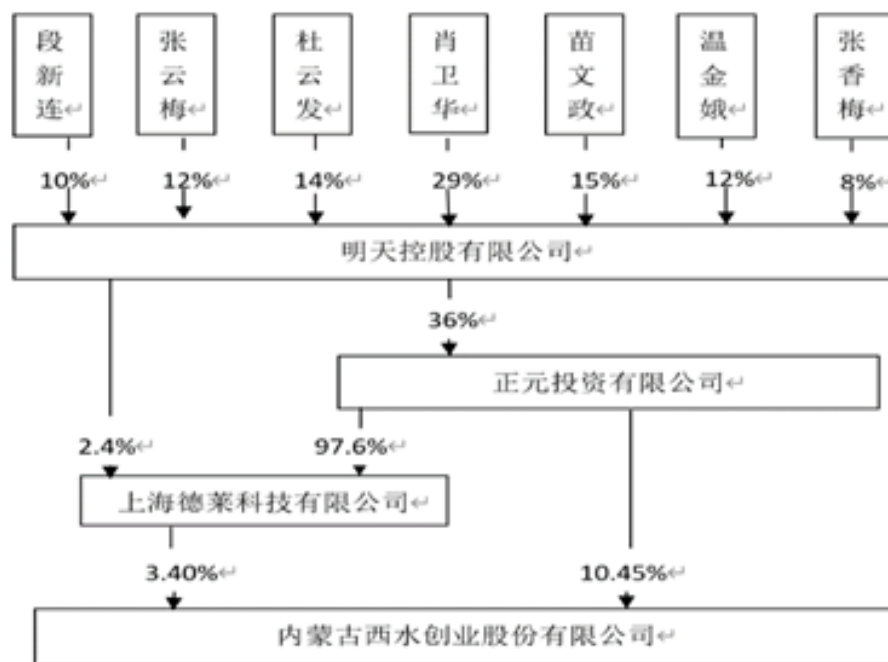 段新连↵
张云梅↵
杜云发↵
肖卫华↵
苗文政↵
温金娥↵
张香梅↵
10%↵
12%↵
14%↵
29%↵
15%↵
12%↵
8%↵
明天控股有限公司↵
36%↵
正元投资有限公司↵
2.4%↵
97.6%↵
上海德莱科技有限公司↵
3.40%↵
10.45%↵
内蒙古西水创业股份有限公司↵